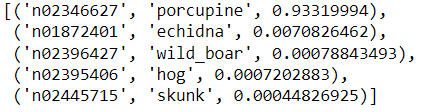 [('n02346627', 'porcupine', 0.93319994),
('n01872401', 'echidna', 0.0070826462),
('n02396427', 'wild_boar', 0.00078843493),
('n02395406', 'hog', 0.0007202883),
('n02445715', 'skunk', 0.00044826925)]